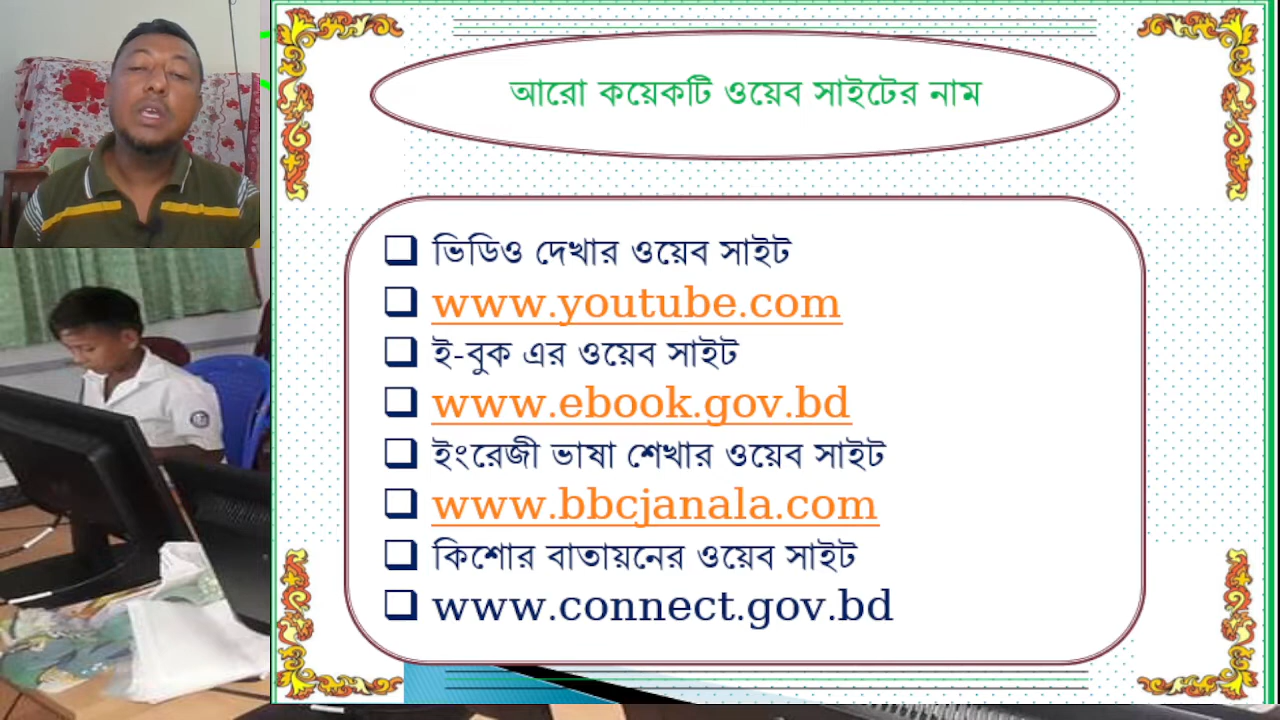 আরো কয়েকটি ওয়েব সাইটের নাম
❑ ভিডিও দেখার ওয়েব সাইট
❑ www.youtube.com
❑ ই-বুক এর ওয়েব সাইট
❑ www.ebook.gov.bd
❑ ইংরেজী ভাষা শেখার ওয়েব সাইট
❑ www.bbcjanala.com
❑ কিশোর বাতায়নের ওয়েব সাইট
❑ www.connect.gov.bd